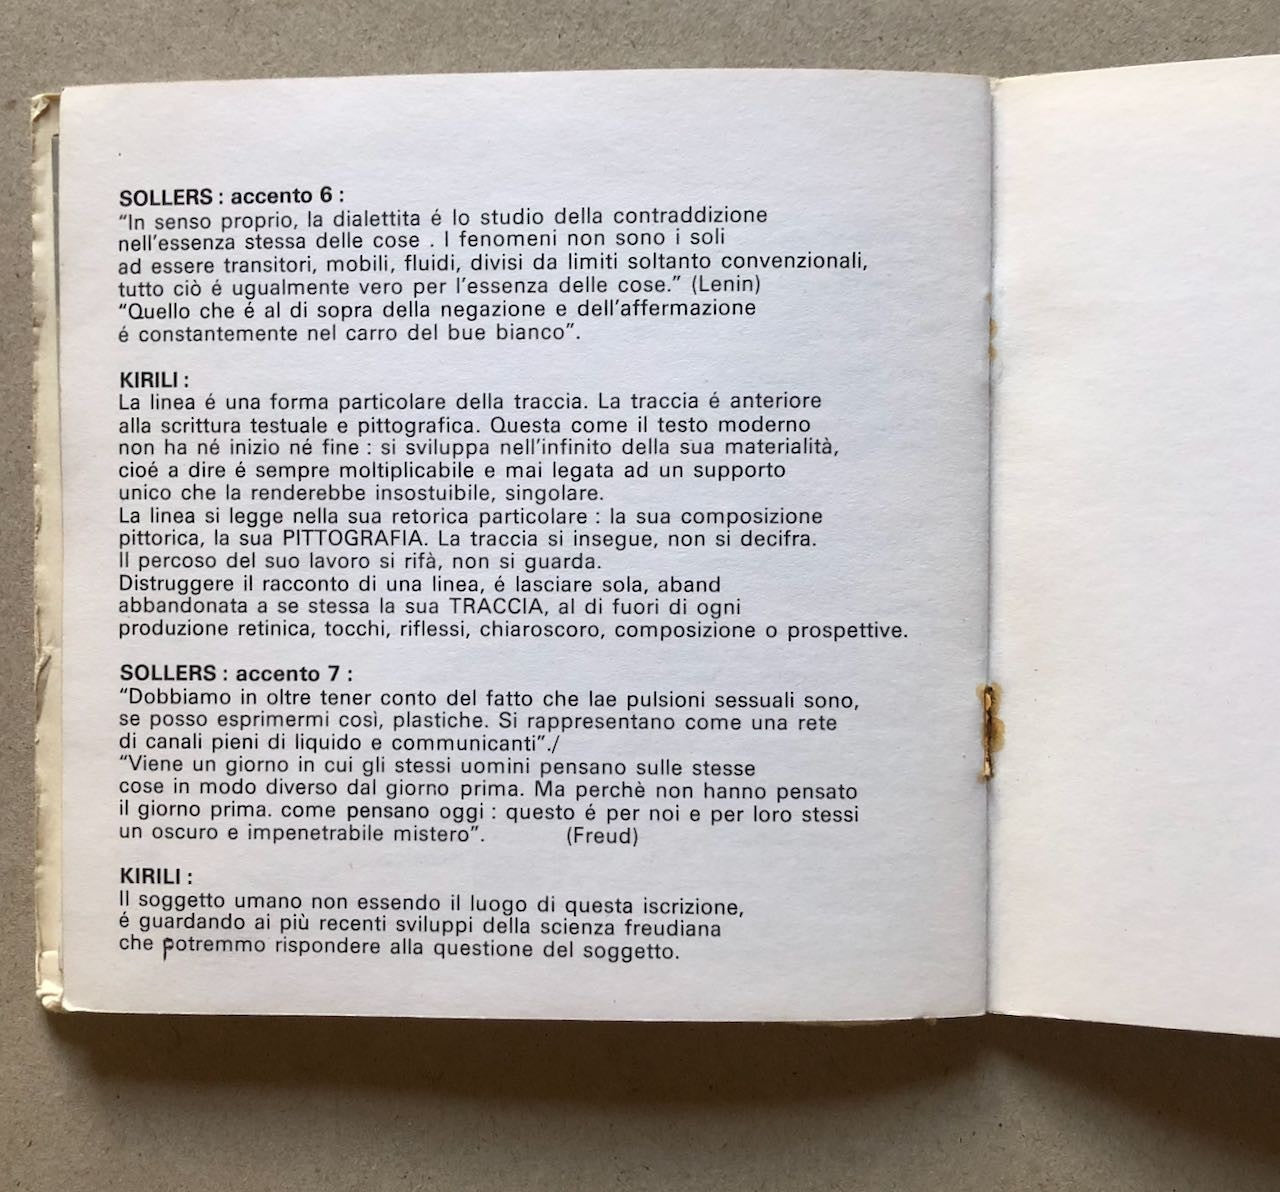 SOLLERS : accento 6 :
“In senso proprio, la dialettita é lo studio della contraddizione
nell’essenza stessa delle cose . I fenomeni non sono i soli
ad essere transitori, mobili, fluidi, divisi da limiti soltanto convenzionali,
tutto ciò é ugualmente vero per l’essenza delle cose.” (Lenin)
“Quello che é al di sopra della negazione e dell’affermazione
é constantemente nel carro del bue bianco”.
KIRILI :
La linea é una forma particolare della traccia. La traccia é anteriore
alla scrittura testuale e pittografica. Questa come il testo moderno
non ha né inizio né fine : si sviluppa nell’infinito della sua materialità,
cioé a dire é sempre moltiplicabile e mai legata ad un supporto
unico che la renderebbe insostuibile, singolare.
La linea si legge nella sua retorica particolare : la sua composizione
pittorica, la sua PITTOGRAFIA. La traccia si insegue, non si decifra.
Il percoso del suo lavoro si rifà, non si guarda.
Distruggere il racconto di una linea, é lasciare sola, aband
abbandonata a se stessa la sua TRACCIA, al di fuori di ogni
produzione retinica, tocchi, riflessi, chiaroscoro, composizione o prospettive.
SOLLERS : accento 7 :
“Dobbiamo in oltre tener conto del fatto che lae pulsioni sessuali sono,
se posso esprimermi così, plastiche. Si rappresentano come una rete
di canali pieni di liquido e communicanti”./
“Viene un giorno in cui gli stessi uomini pensano sulle stesse
cose in modo diverso dal giorno prima. Ma perchè non hanno pensato
il giorno prima. come pensano oggi : questo é per noi e per loro stessi
un oscuro e impenetrabile mistero”. (Freud)
KIRILI :
Il soggetto umano non essendo il luogo di questa iscrizione,
é guardando ai più recenti sviluppi della scienza freudiana
che potremmo rispondere alla questione del soggetto.